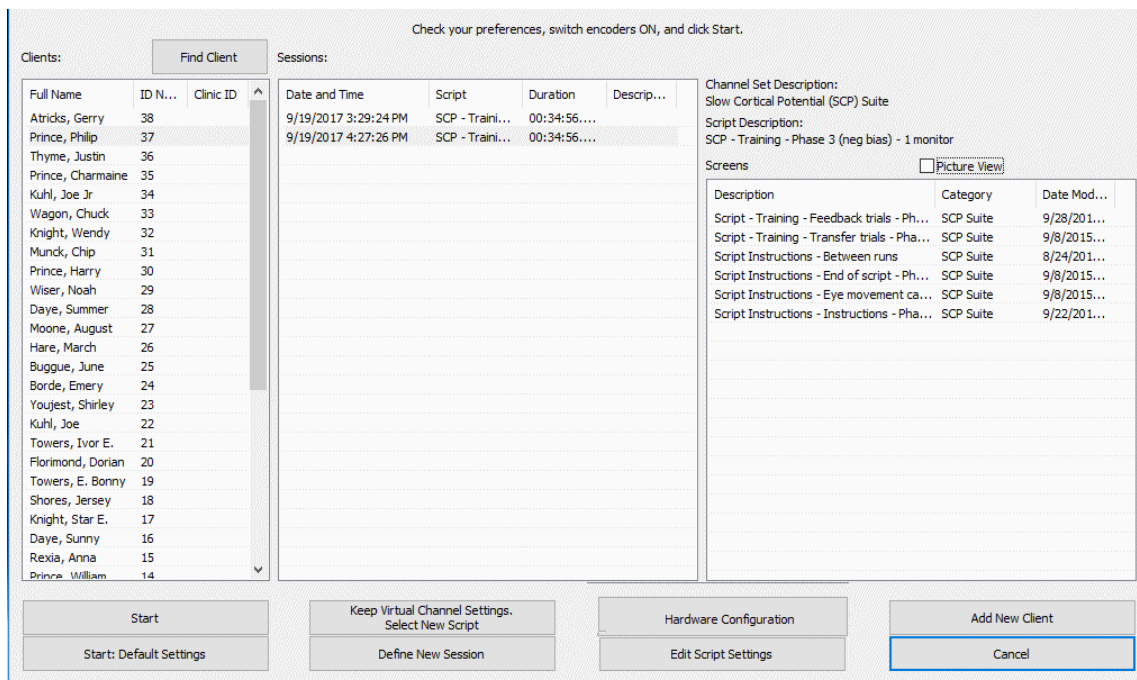 Check your preferences, switch encoders ON, and click Start.
Clients:
Find Client
Sessions:
Full Name ID N... Clinic ID
Atricks, Gerry 38
Prince, Philip 37
Thyme, Justin 36
Prince, Charmaine 35
Kuhl, Joe Jr 34
Wagon, Chuck 33
Knight, Wendy 32
Munck, Chip 31
Prince, Harry 30
Wiser, Noah 29
Daye, Summer 28
Moone, August 27
Hare, March 26
Buggue, June 25
Borde, Emery 24
Youjest, Shirley 23
Kuhl, Joe 22
Towers, Ivor E. 21
Florimond, Dorian 20
Towers, E. Bonny 19
Shores, Jersey 18
Knight, Star E. 17
Daye, Sunny 16
Rexia, Anna 15
Prince, William 14
Date and Time Script Duration Descrip...
9/19/2017 3:29:24 PM SCP - Traini... 00:34:56....
9/19/2017 4:27:26 PM SCP - Traini... 00:34:56....
Channel Set Description:
Slow Cortical Potential (SCP) Suite
Script Description:
SCP - Training - Phase 3 (neg bias) - 1 monitor
Screens Picture View
Description Category Date Mod...
Script - Training - Feedback trials - Ph... SCP Suite 9/28/201...
Script - Training - Transfer trials - Pha... SCP Suite 9/8/2015...
Script Instructions - Between runs SCP Suite 8/24/201...
Script Instructions - End of script - Ph... SCP Suite 9/8/2015...
Script Instructions - Eye movement ca... SCP Suite 9/8/2015...
Script Instructions - Instructions - Pha... SCP Suite 9/22/201...
Start
Keep Virtual Channel Settings.
Select New Script
Hardware Configuration
Add New Client
Start: Default Settings
Define New Session
Edit Script Settings
Cancel